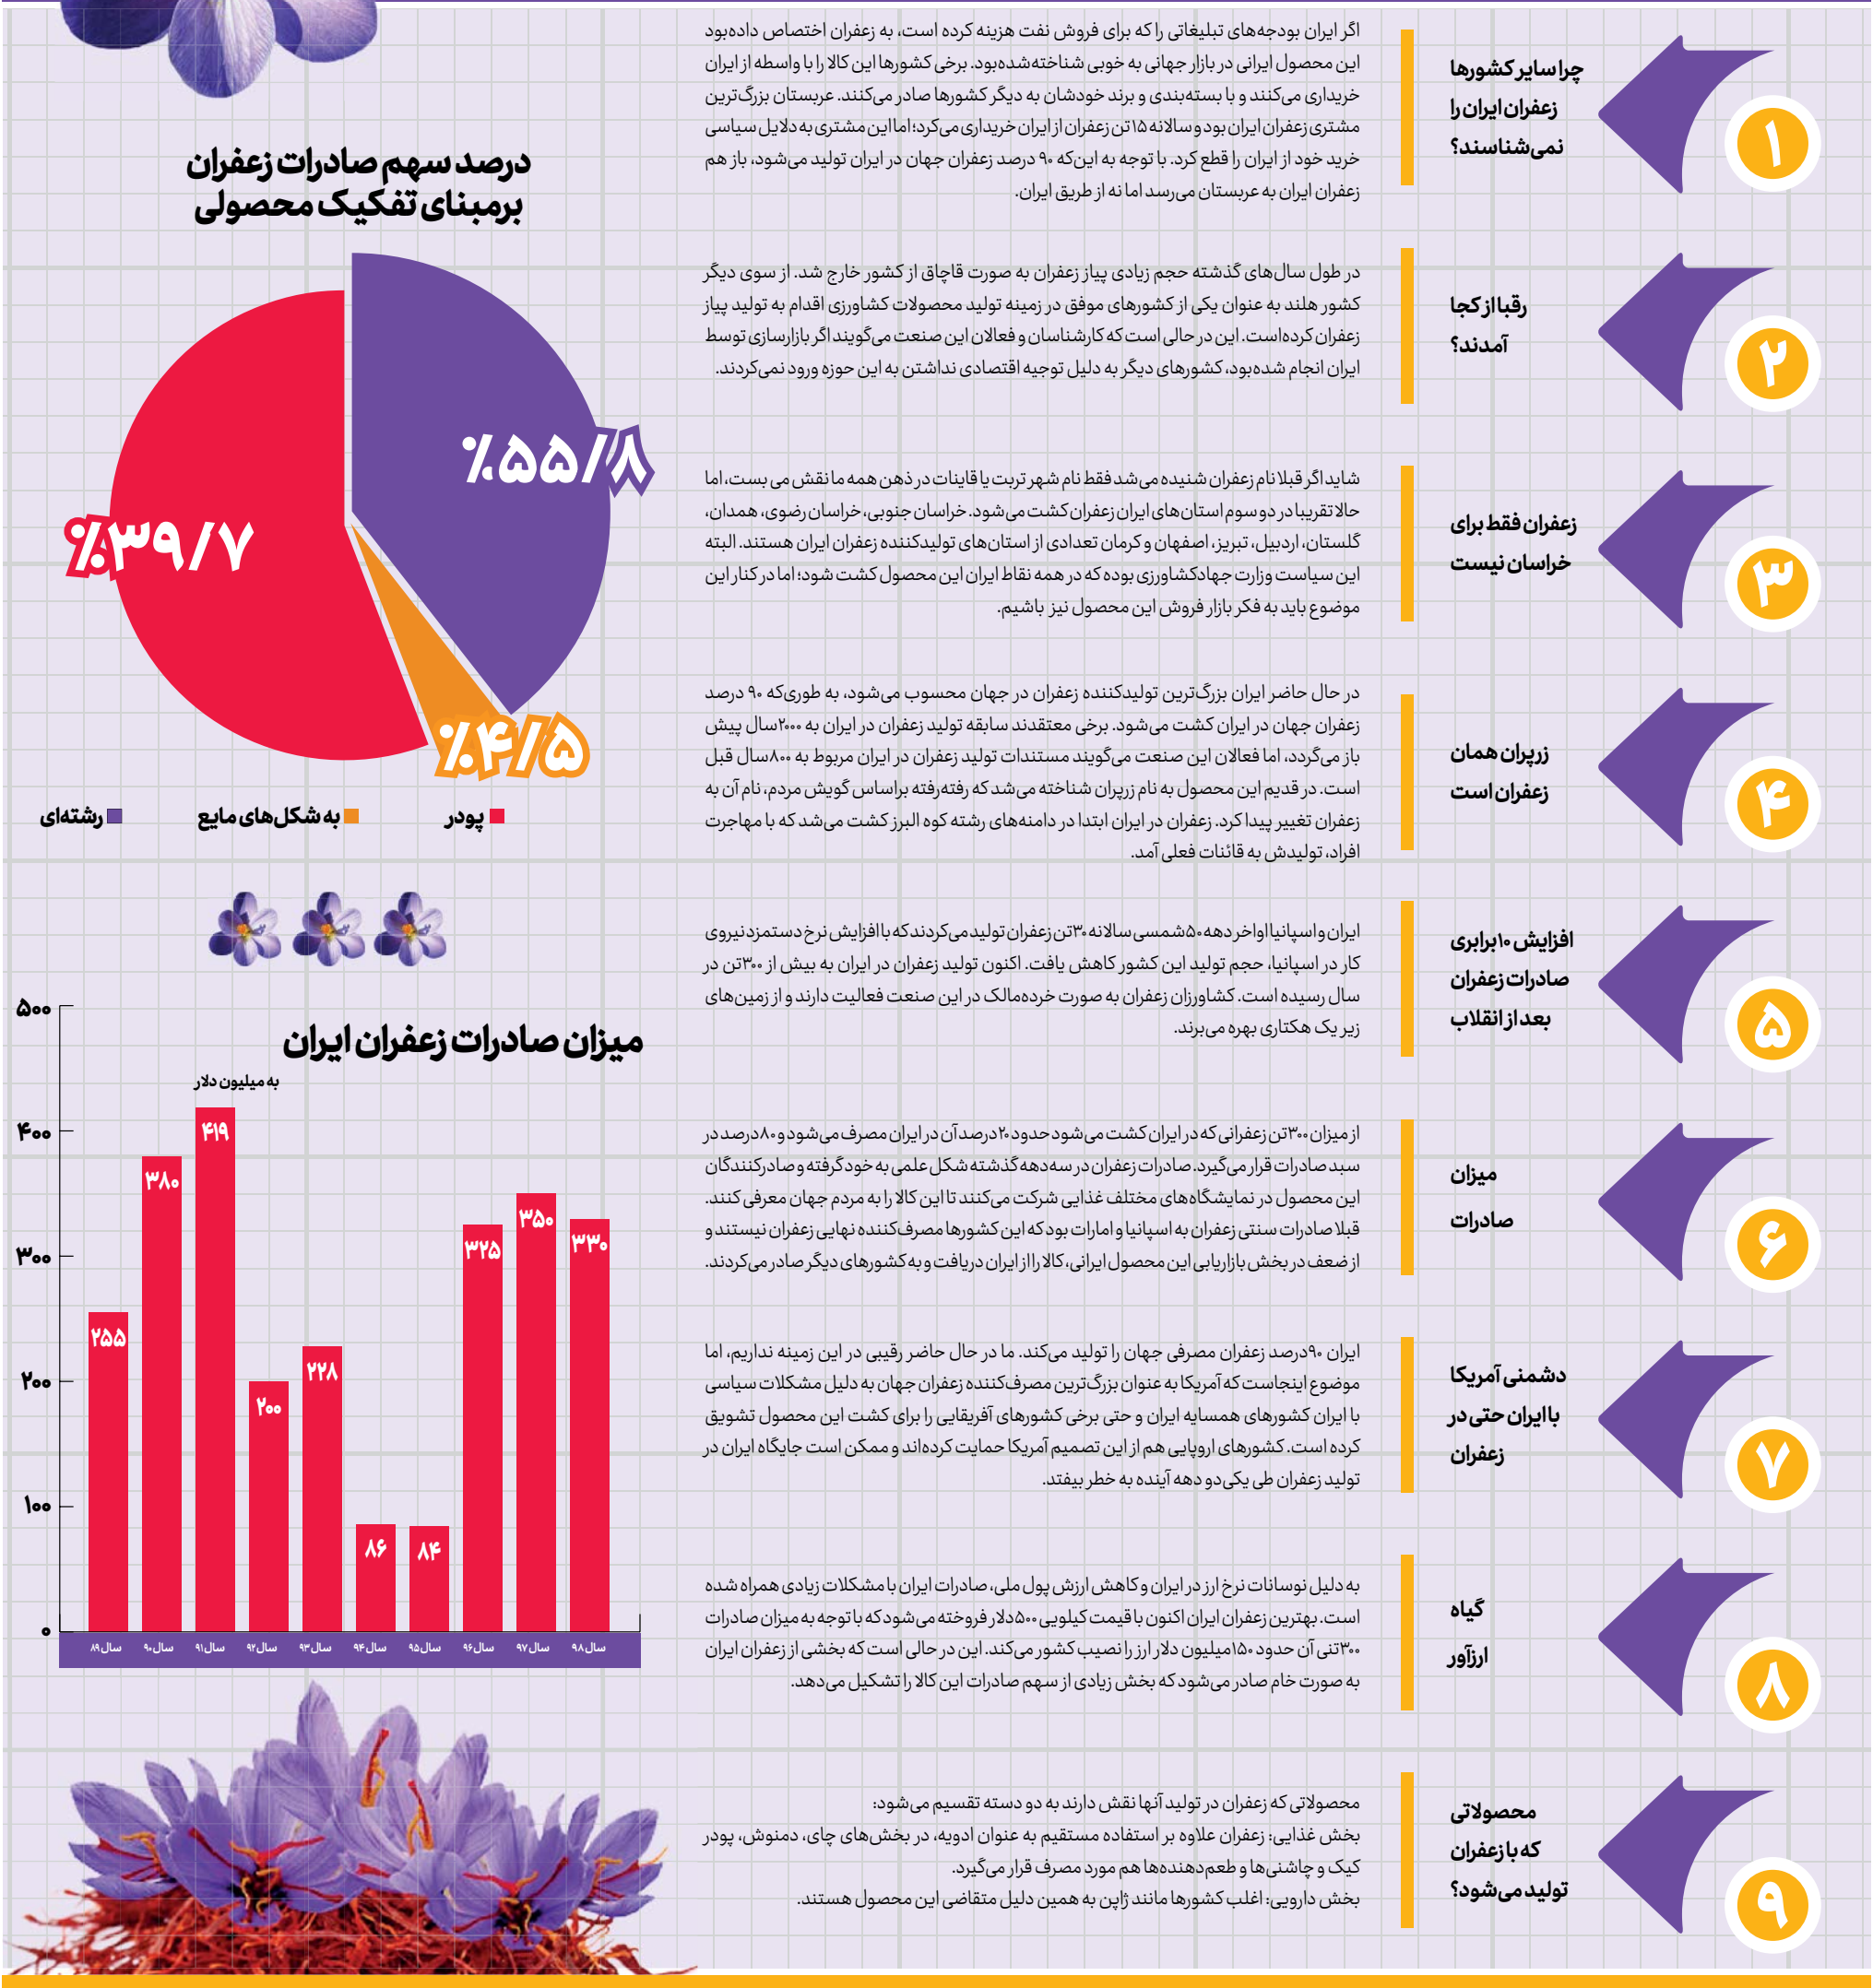 ۱
چرا سایر کشورها
زعفران ایران را
نمی‌شناسند؟
اگر ایران بودجه‌های تبلیغاتی را که برای فروش نفت هزینه کرده است، به زعفران اختصاص داده‌بود
این محصول ایرانی در بازار جهانی به خوبی شناخته‌شده‌بود. برخی کشورها این کالا را با واسطه از ایران
خریداری می‌کنند و با بسته‌بندی و برند خودشان به دیگر کشورها صادر می‌کنند. عربستان بزرگ‌ترین
مشتری زعفران ایران بود و سالانه ۱۵ تن زعفران از ایران خریداری می‌کرد؛ اما این مشتری به دلایل سیاسی
خرید خود از ایران را قطع کرد. با توجه به این‌که ۹۰ درصد زعفران جهان در ایران تولید می‌شود، باز هم
زعفران ایران به عربستان می‌رسد اما نه از طریق ایران.
۲
رقبا از کجا
آمدند؟
در طول سال‌های گذشته حجم زیادی پیاز زعفران به صورت قاچاق از کشور خارج شد. از سوی دیگر
کشور هلند به عنوان یکی از کشورهای موفق در زمینه تولید محصولات کشاورزی اقدام به تولید پیاز
زعفران کرده‌است. این در حالی است که کارشناسان و فعالان این صنعت می‌گویند اگر بازارسازی توسط
ایران انجام شده‌بود، کشورهای دیگر به دلیل توجیه اقتصادی نداشتن به این حوزه ورود نمی‌کردند.
۳
زعفران فقط برای
خراسان نیست
شاید اگر قبلا نام زعفران شنیده می‌شد فقط نام شهر تربت یا قاینات در ذهن همه ما نقش می بست، اما
حالا تقریبا در دو سوم استان‌های ایران زعفران کشت می‌شود. خراسان جنوبی، خراسان رضوی، همدان،
گلستان، اردبیل، تبریز، اصفهان و کرمان تعدادی از استان‌های تولیدکننده زعفران ایران هستند. البته
این سیاست وزارت جهادکشاورزی بوده که در همه نقاط ایران این محصول کشت شود؛ اما در کنار این
موضوع باید به فکر بازار فروش این محصول نیز باشیم.
۴
زرپران همان
زعفران است
در حال حاضر ایران بزرگ‌ترین تولیدکننده زعفران در جهان محسوب می‌شود، به طوری‌که ۹۰ درصد
زعفران جهان در ایران کشت می‌شود. برخی معتقدند سابقه تولید زعفران در ایران به ۲۰۰۰سال پیش
باز می‌گردد، اما فعالان این صنعت می‌گویند مستندات تولید زعفران در ایران مربوط به ۸۰۰سال قبل
است. در قدیم این محصول به نام زرپران شناخته می‌شد که رفته‌رفته براساس گویش مردم، نام آن به
زعفران تغییر پیدا کرد. زعفران در ایران ابتدا در دامنه‌های رشته کوه البرز کشت می‌شد که با مهاجرت
افراد، تولیدش به قائنات فعلی آمد.
۵
افزایش ۱۰برابری
صادرات زعفران
بعد از انقلاب
ایران و اسپانیا اواخر دهه ۵۰شمسی سالانه ۳۰تن زعفران تولید می‌کردند که با افزایش نرخ دستمزد نیروی
کار در اسپانیا، حجم تولید این کشور کاهش یافت. اکنون تولید زعفران در ایران به بیش از ۳۰۰تن در
سال رسیده است. کشاورزان زعفران به صورت خرده‌مالک در این صنعت فعالیت دارند و از زمین‌های
زیر یک هکتاری بهره می‌برند.
۶
میزان
صادرات
از میزان ۳۰۰تن زعفرانی که در ایران کشت می‌شود حدود ۲۰درصد آن در ایران مصرف می‌شود و ۸۰درصد در
سبد صادرات قرار می‌گیرد. صادرات زعفران در سه‌دهه گذشته شکل علمی به خود گرفته و صادرکنندگان
این محصول در نمایشگاه‌های مختلف غذایی شرکت می‌کنند تا این کالا را به مردم جهان معرفی کنند.
قبلا صادرات سنتی زعفران به اسپانیا و امارات بود که این کشورها مصرف‌کننده نهایی زعفران نیستند و
از ضعف در بخش بازاریابی این محصول ایرانی، کالا را از ایران دریافت و به کشورهای دیگر صادر می‌کردند.
۷
دشمنی آمریکا
با ایران حتی در
زعفران
ایران ۹۰درصد زعفران مصرفی جهان را تولید می‌کند. ما در حال حاضر رقیبی در این زمینه نداریم، اما
موضوع اینجاست که آمریکا به عنوان بزرگ‌ترین مصرف‌کننده زعفران جهان به دلیل مشکلات سیاسی
با ایران کشورهای همسایه ایران و حتی برخی کشورهای آفریقایی را برای کشت این محصول تشویق
کرده است. کشورهای اروپایی هم از این تصمیم آمریکا حمایت کرده‌اند و ممکن است جایگاه ایران در
تولید زعفران طی یکی‌دو دهه آینده به خطر بیفتد.
۸
گیاه
ارزآور
به دلیل نوسانات نرخ ارز در ایران و کاهش ارزش پول ملی، صادرات ایران با مشکلات زیادی همراه شده
است. بهترین زعفران ایران اکنون با قیمت کیلویی ۵۰۰دلار فروخته می‌شود که با توجه به میزان صادرات
۳۰۰تنی آن حدود ۱۵۰میلیون دلار ارز را نصیب کشور می‌کند. این در حالی است که بخشی از زعفران ایران
به صورت خام صادر می‌شود که بخش زیادی از سهم صادرات این کالا را تشکیل می‌دهد.
۹
محصولاتی
که با زعفران
تولید می‌شود؟
محصولاتی که زعفران در تولید آنها نقش دارند به دو دسته تقسیم می‌شود:
بخش غذایی: زعفران علاوه بر استفاده مستقیم به عنوان ادویه، در بخش‌های چای، دمنوش، پودر
کیک و چاشنی‌ها و طعم‌دهنده‌ها هم مورد مصرف قرار می‌گیرد.
بخش دارویی: اغلب کشورها مانند ژاپن به همین دلیل متقاضی این محصول هستند.
درصد سهم صادرات زعفران
برمبنای تفکیک محصولی
٪۵۵/۸
٪۳۹/۷
٪۴/۵
پودر
به شکل‌های مایع
رشته‌ای
میزان صادرات زعفران ایران
به میلیون دلار
۵۰۰
۴۰۰
۳۰۰
۲۰۰
۱۰۰
۰
۲۵۵
۳۸۰
۴۱۹
۲۰۰
۲۲۸
۸۶
۸۴
۳۲۵
۳۵۰
۳۳۰
سال ۸۹
سال ۹۰
سال ۹۱
سال ۹۲
سال ۹۳
سال ۹۴
سال ۹۵
سال ۹۶
سال ۹۷
سال ۹۸